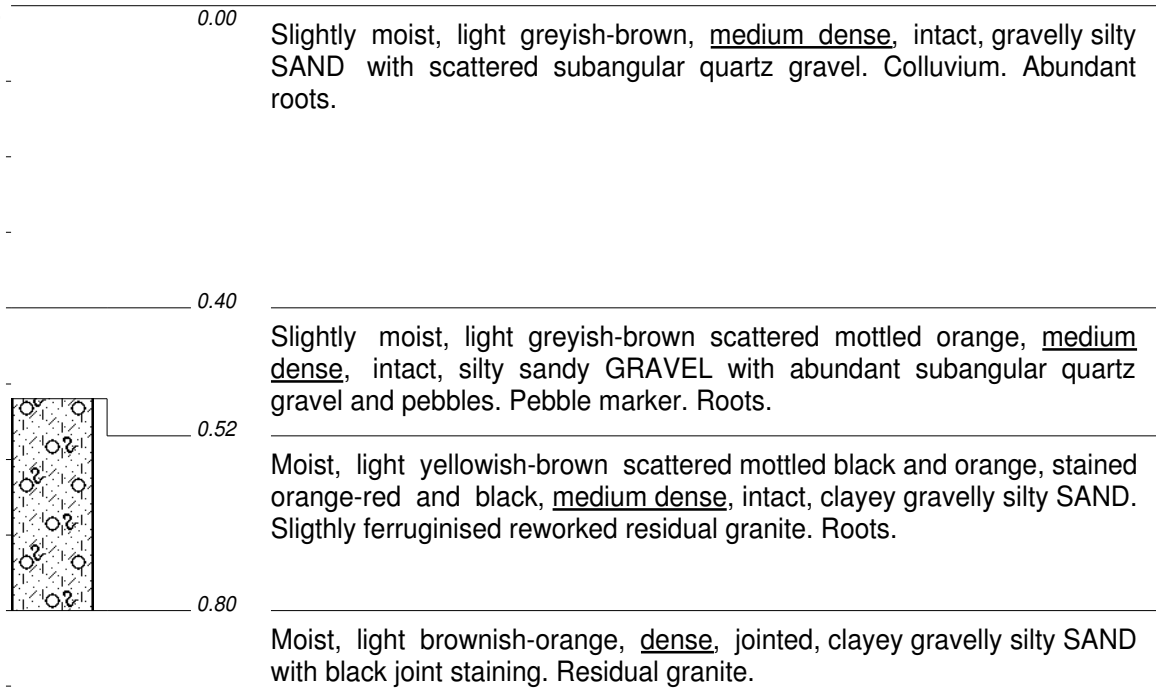 0.00
Slightly moist, light greyish-brown, medium dense, intact, gravelly silty
SAND with scattered subangular quartz gravel. Colluvium. Abundant
roots.
0.40
Slightly moist, light greyish-brown scattered mottled orange, medium
dense, intact, silty sandy GRAVEL with abundant subangular quartz
gravel and pebbles. Pebble marker. Roots.
0.52
Moist, light yellowish-brown scattered mottled black and orange, stained
orange-red and black, medium dense, intact, clayey gravelly silty SAND.
Sligthly ferruginised reworked residual granite. Roots.
0.80
Moist, light brownish-orange, dense, jointed, clayey gravelly silty SAND
with black joint staining. Residual granite.